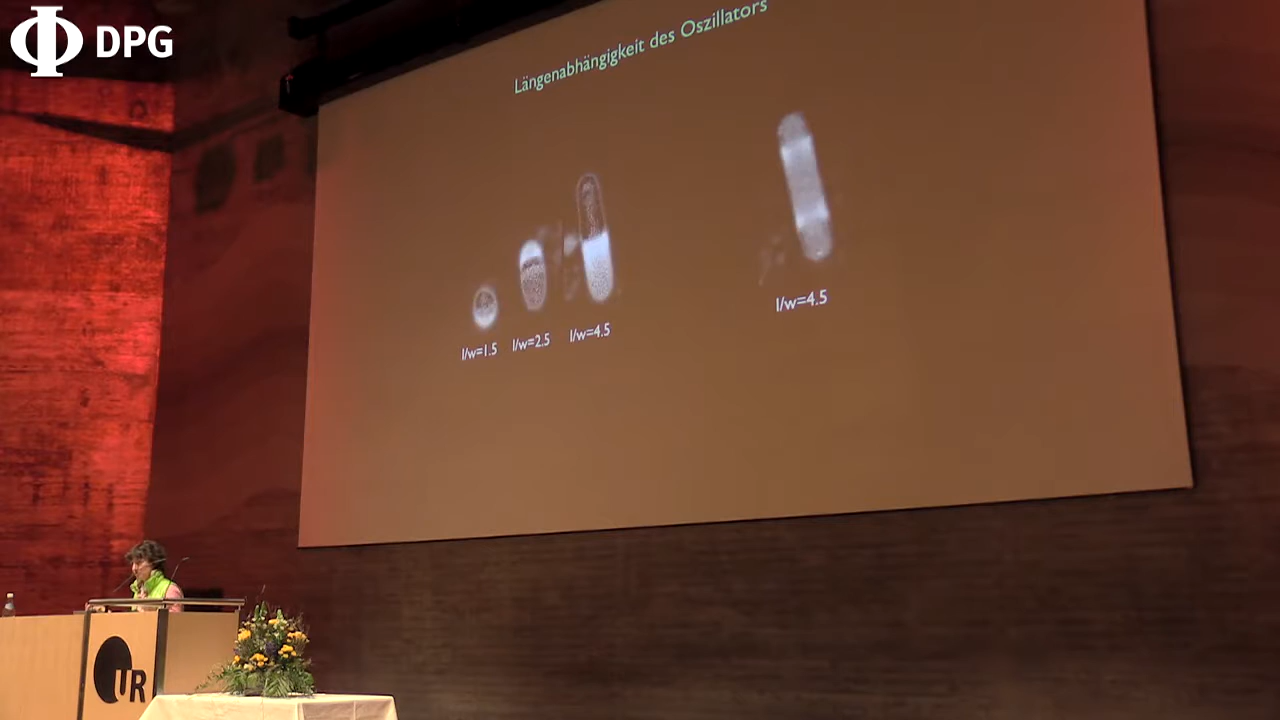 DPG
Längenabhängigkeit des Oszillators
l/w=1.5
l/w=2.5
l/w=4.5
l/w=4.5
UR